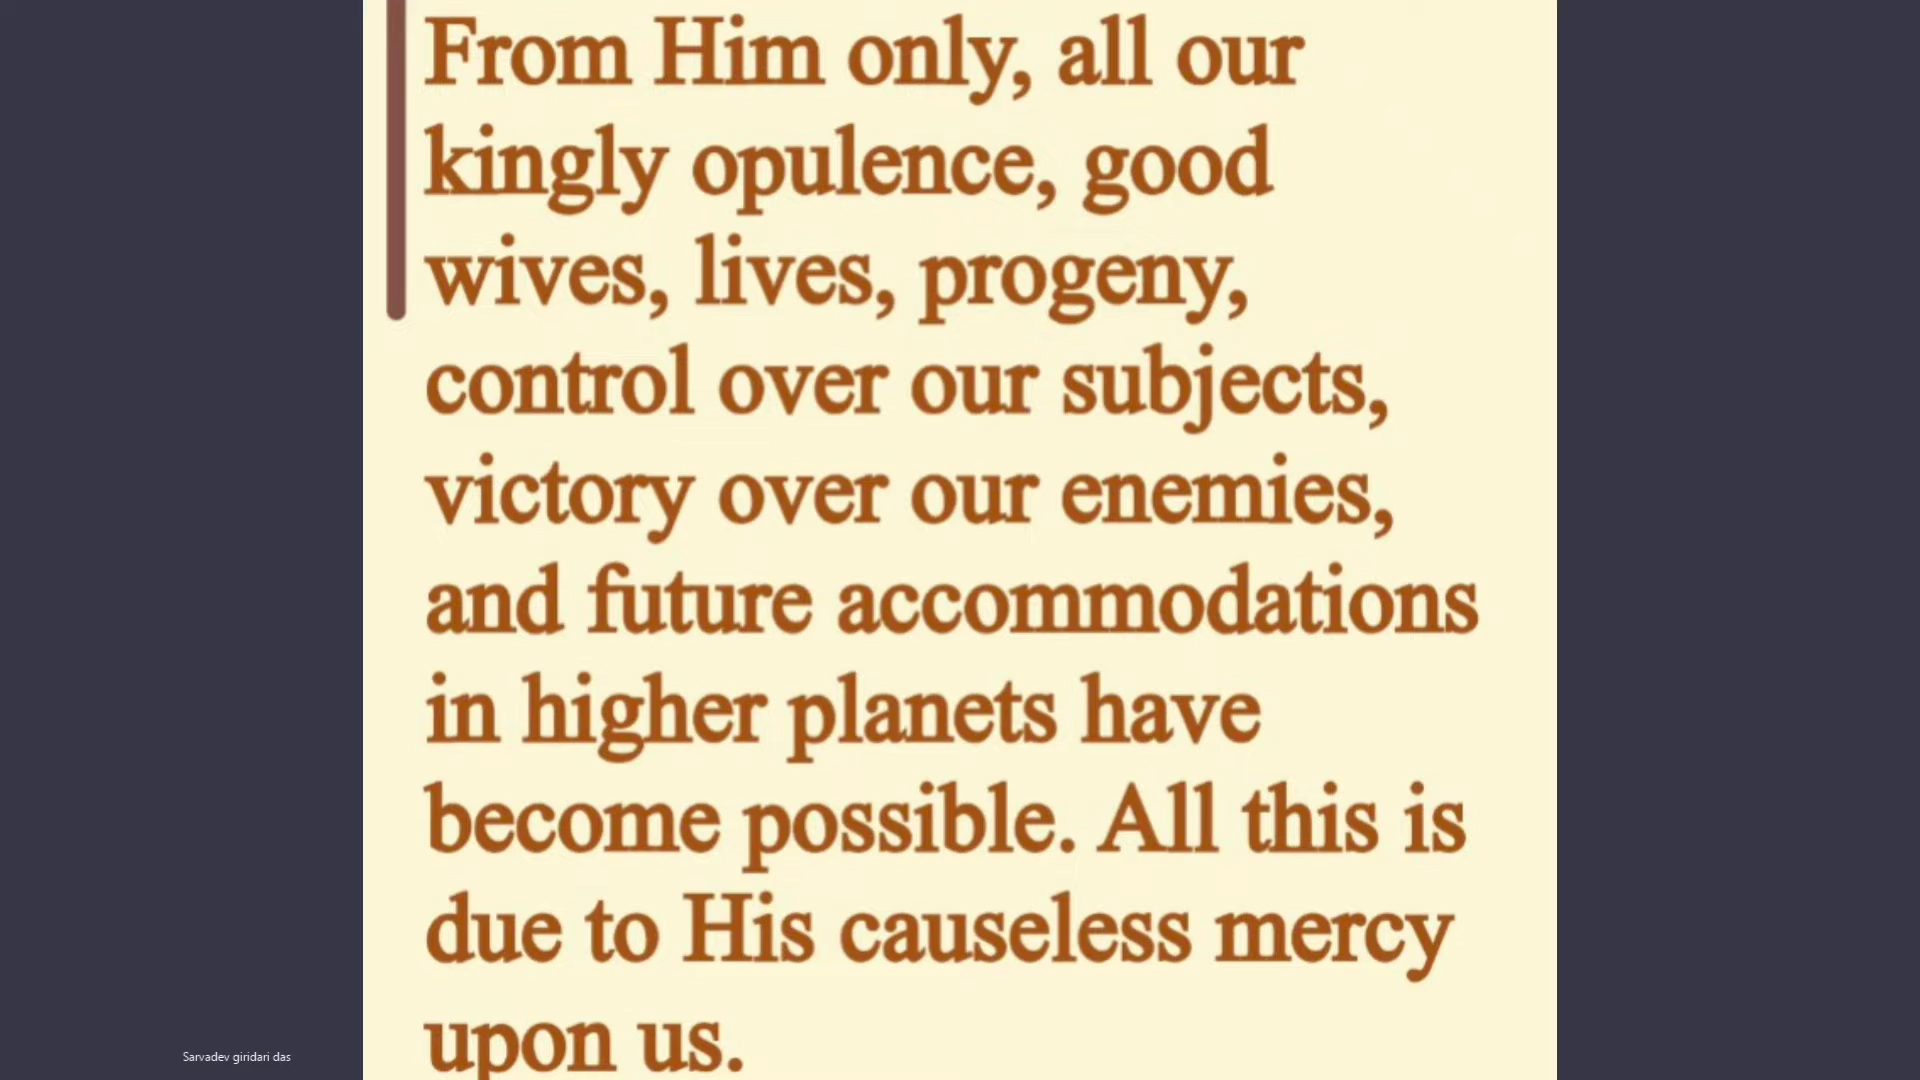 From Him only, all our
kingly opulence, good
wives, lives, progeny,
control over our subjects,
victory over our enemies,
and future accommodations
in higher planets have
become possible. All this is
due to His causeless mercy
upon us.
Sarvadev giridari das